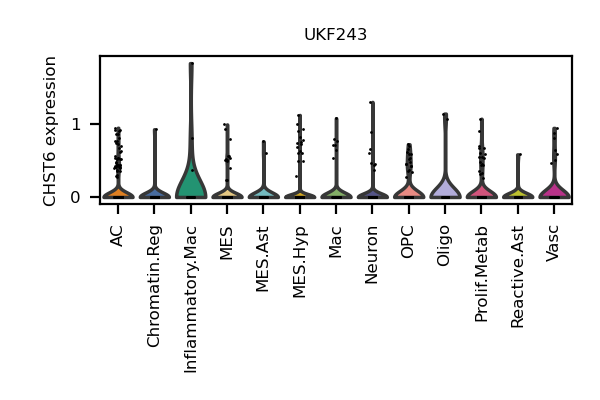 UKF243
CHST6 expression
1
0
AC
Chromatin.Reg
Inflammatory.Mac
MES
MES.Ast
MES.Hyp
Mac
Neuron
OPC
Oligo
Prolif.Metab
Reactive.Ast
Vasc